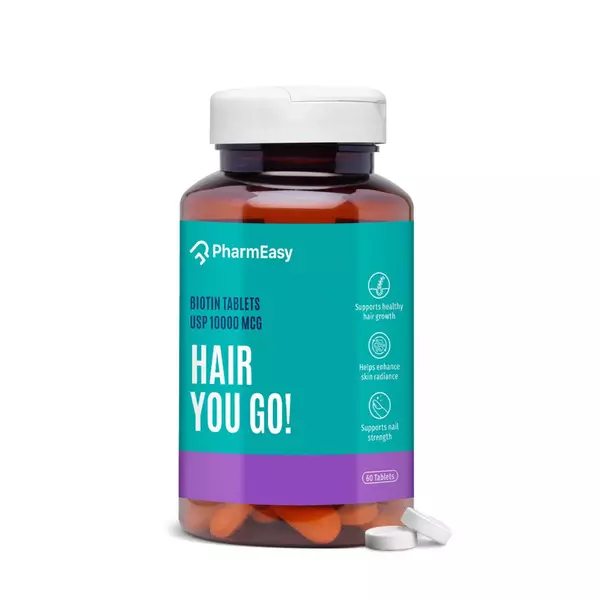 PharmEasy
BIOTIN TABLETS
USP 10000 MCG
HAIR
YOU GO!
Supports healthy
hair growth
Helps enhance
skin radiance
Supports nail
strength
60 Tablets